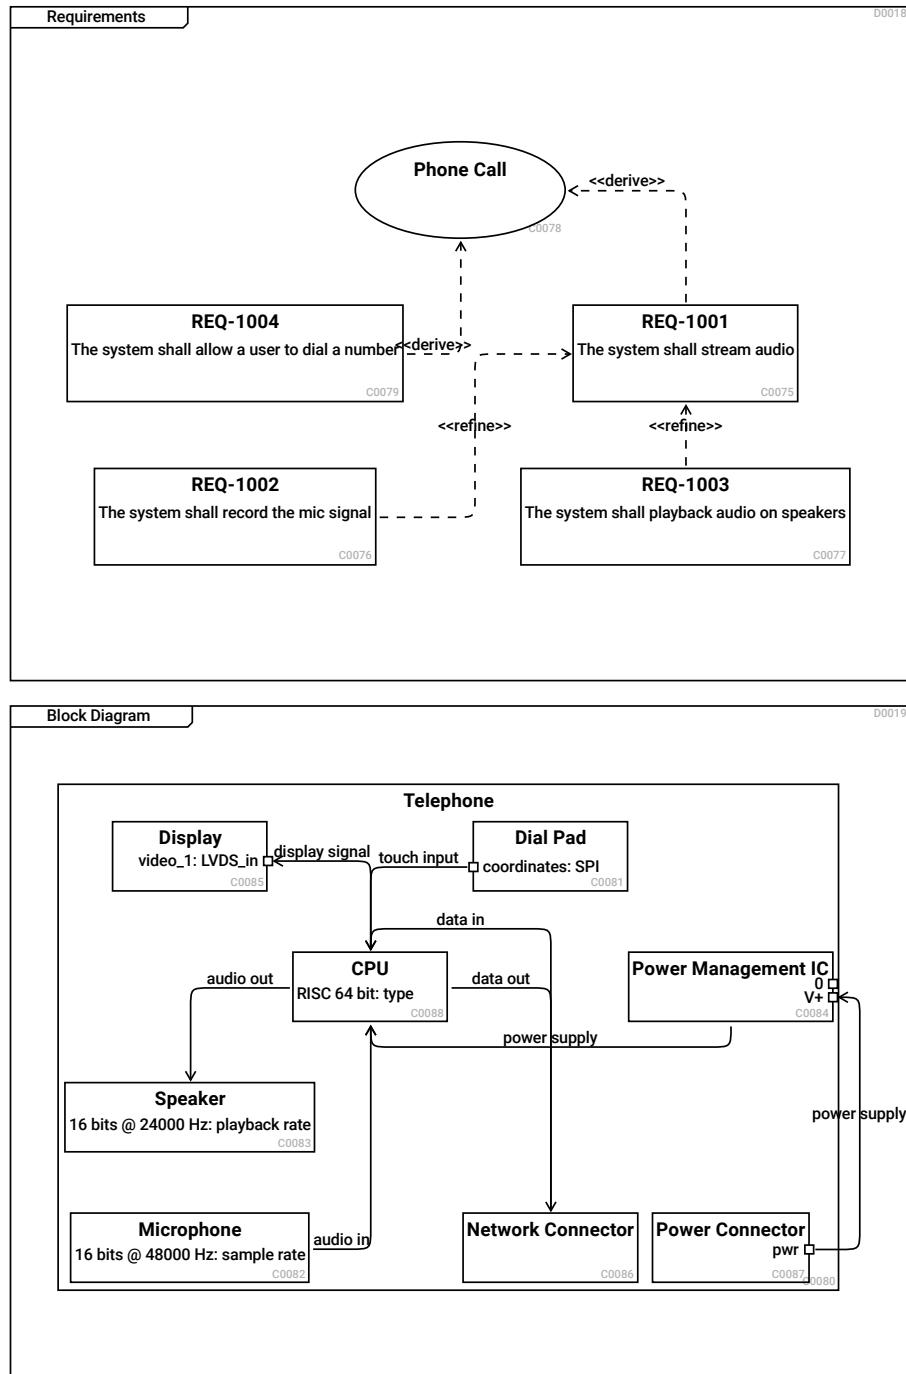 Requirements
D0018
Phone Call
<<derive>>
C0078
REQ-1004
The system shall allow a user to dial a number
<<derive>>
C0079
REQ-1001
The system shall stream audio
C0075
<<refine>>
<<refine>>
REQ-1002
The system shall record the mic signal
C0076
REQ-1003
The system shall playback audio on speakers
C0077
Block Diagram
D0019
Telephone
Display
video_1: LVDS_in
C0085
display signal
touch input
Dial Pad
coordinates: SPI
C0081
data in
audio out
CPU
RISC 64 bit: type
C0088
data out
Power Management IC
0
V+
C0084
power supply
Speaker
16 bits @ 24000 Hz: playback rate
C0083
power supply
Microphone
16 bits @ 48000 Hz: sample rate
C0082
audio in
Network Connector
C0086
Power Connector
pwr
C0087
C0080